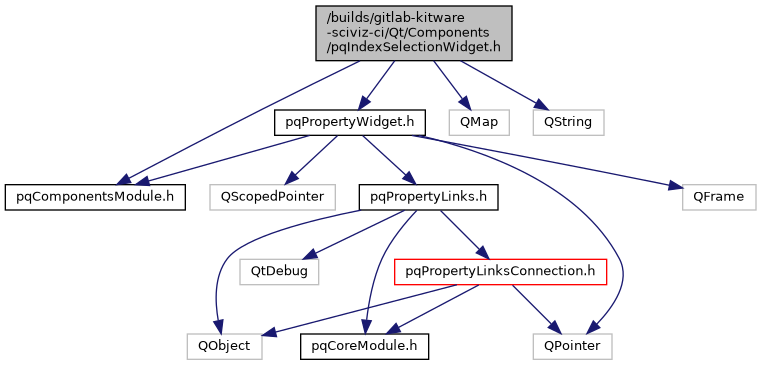 /builds/gitlab-kitware
-sciviz-ci/Qt/Components
/pqIndexSelectionWidget.h
pqPropertyWidget.h
QMap
QString
pqComponentsModule.h
QScopedPointer
pqPropertyLinks.h
QFrame
QtDebug
pqPropertyLinksConnection.h
QObject
pqCoreModule.h
QPointer